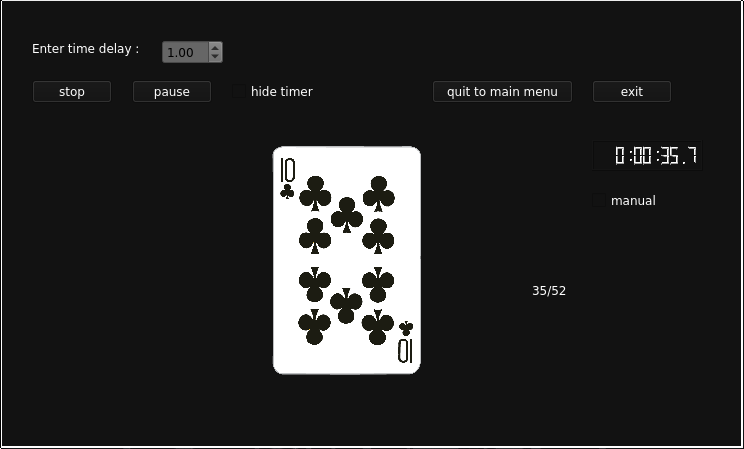 Enter time delay : 1.00
stop pause hide timer quit to main menu exit
0:00:35.7
10
manual
35/52
10